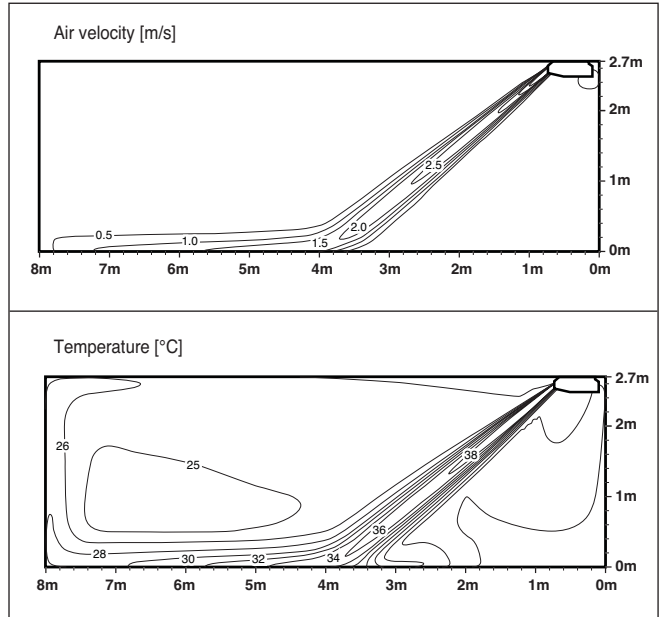 Air velocity [m/s]
2.7m
2m
2.5
1m
0.5
1.0
1.5
2.0
0m
8m 7m 6m 5m 4m 3m 2m 1m 0m
Temperature [°C]
2.7m
2m
26
38
25
1m
36
28
30
32
34
0m
8m 7m 6m 5m 4m 3m 2m 1m 0m